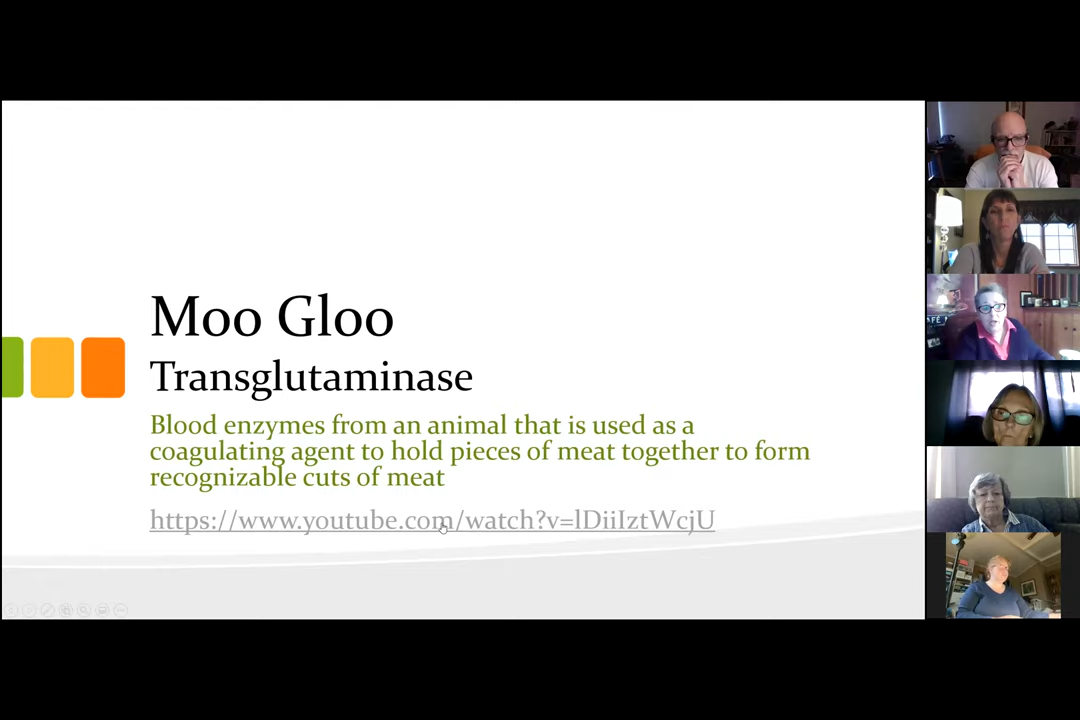 Moo Gloo
Transglutaminase
Blood enzymes from an animal that is used as a
coagulating agent to hold pieces of meat together to form
recognizable cuts of meat
https://www.youtube.com/watch?v=lDiiIztWcjU